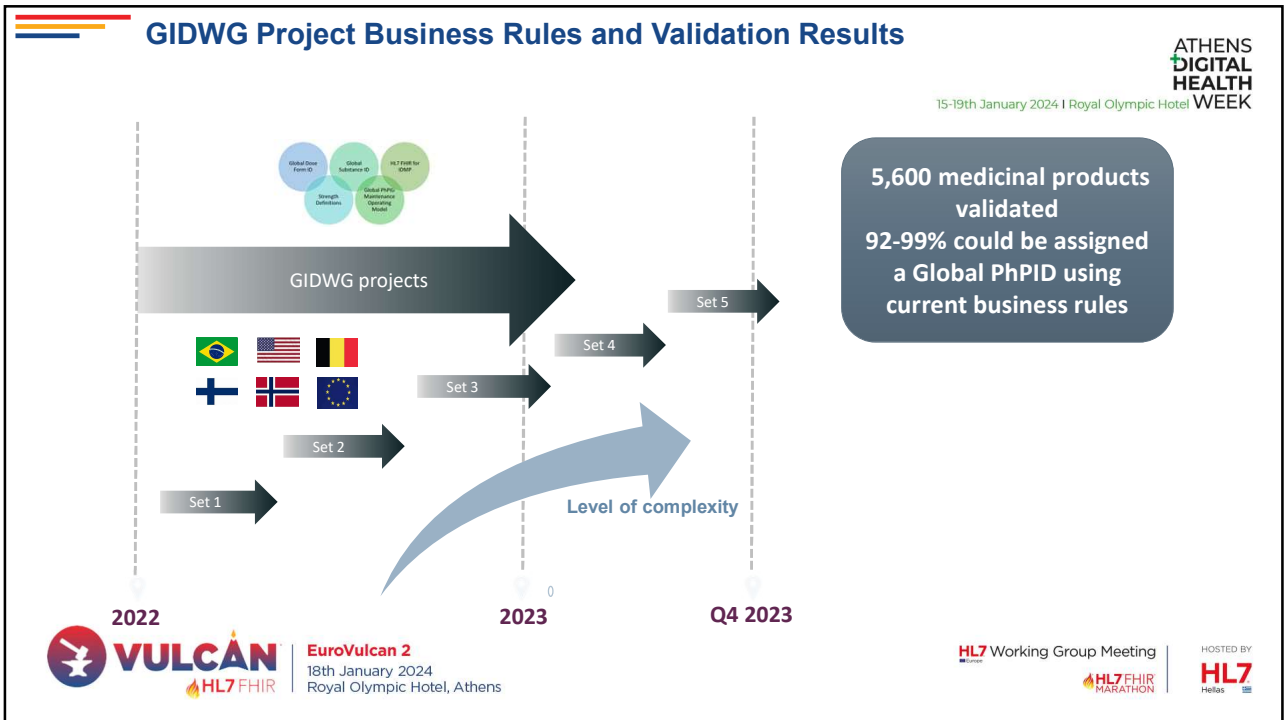 GIDWG Project Business Rules and Validation Results
ATHENS
DIGITAL
HEALTH
WEEK
15-19th January 2024 I Royal Olympic Hotel
Global Dose
Form ID
Global
Substance ID
HL7 FHIR for
IDMP
Strength
Definitions
Global PhPID
Maintenance
Operating
Model
5,600 medicinal products
validated
92-99% could be assigned
a Global PhPID using
current business rules
GIDWG projects
Set 5
Set 4
Set 3
Set 2
Set 1
Level of complexity
0
2022
2023
Q4 2023
VULCAN
HL7 FHIR
EuroVulcan 2
18th January 2024
Royal Olympic Hotel, Athens
HL7 Working Group Meeting
Europe
HL7 FHIR
MARATHON
HOSTED BY
HL7
Hellas